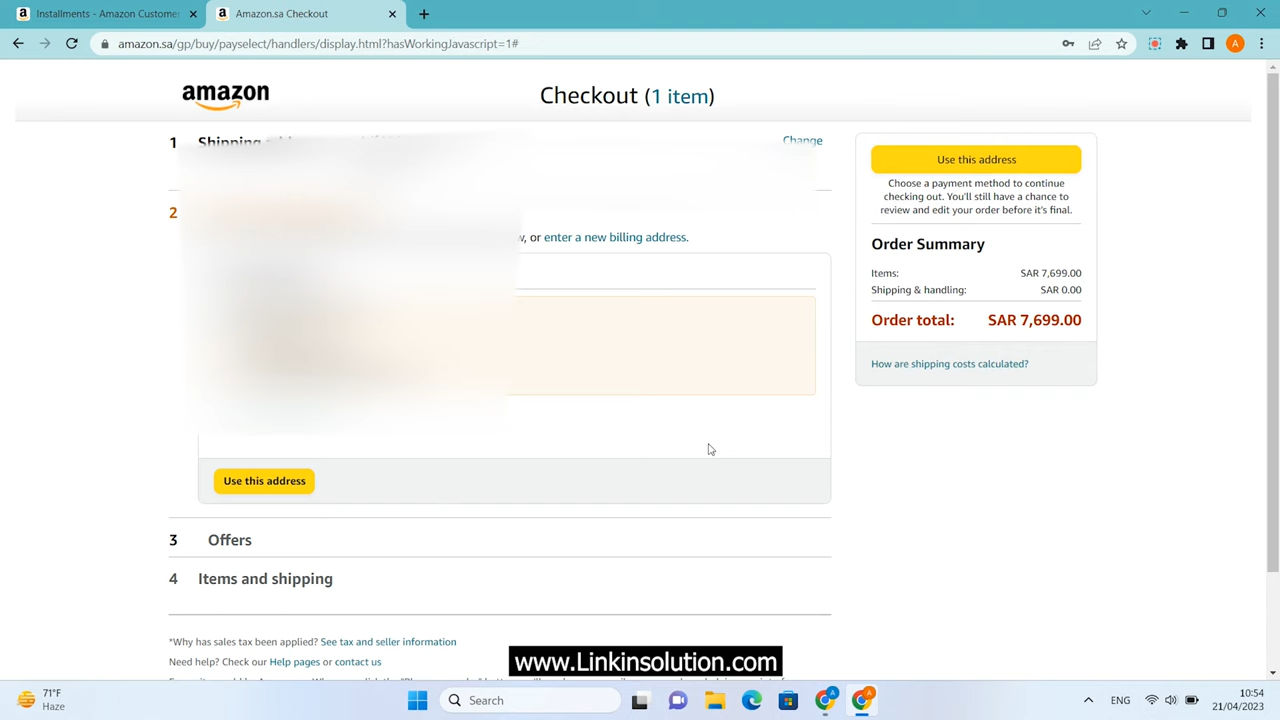 Installments - Amazon Custome
Amazon.sa Checkout
amazon.sa/gp/buy/payselect/handlers/display.html?hasWorkingJavascript=1#
A
amazon
Checkout (1 item)
1 Shipping
Change
2
or enter a new billing address.
Use this address
3 Offers
4 Items and shipping
*Why has sales tax been applied? See tax and seller information
Need help? Check our Help pages or contact us
Use this address
Choose a payment method to continue
checking out. You'll still have a chance to
review and edit your order before it's final.
Order Summary
Items: SAR 7,699.00
Shipping & handling: SAR 0.00
Order total: SAR 7,699.00
How are shipping costs calculated?
www.Linkinsolution.com
71°F
Haze
Search
ENG
10:54
21/04/2023